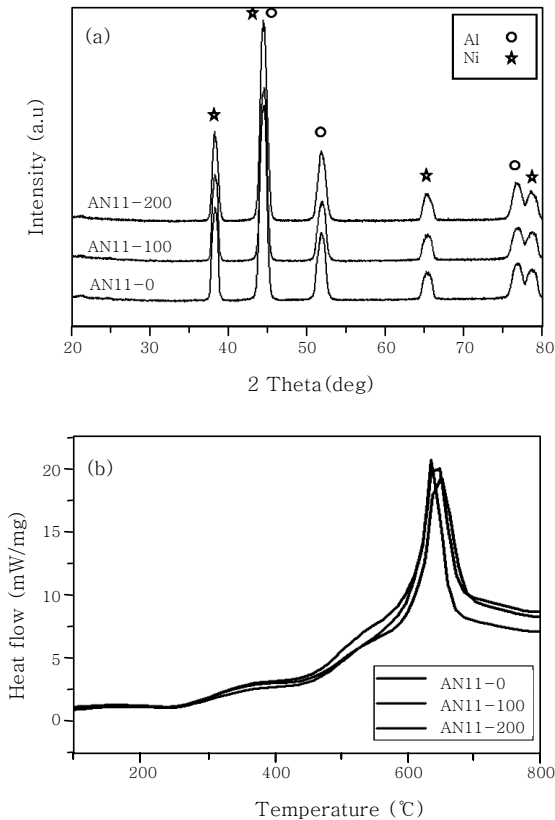 (a)
Al
Ni
Intensity (a.u)
AN11-200
AN11-100
AN11-0
20 30 40 50 60 70 80
2 Theta(deg)
(b)
20
15
10
5
0
Heat flow (mW/mg)
AN11-0
AN11-100
AN11-200
200 400 600 800
Temperature (℃)